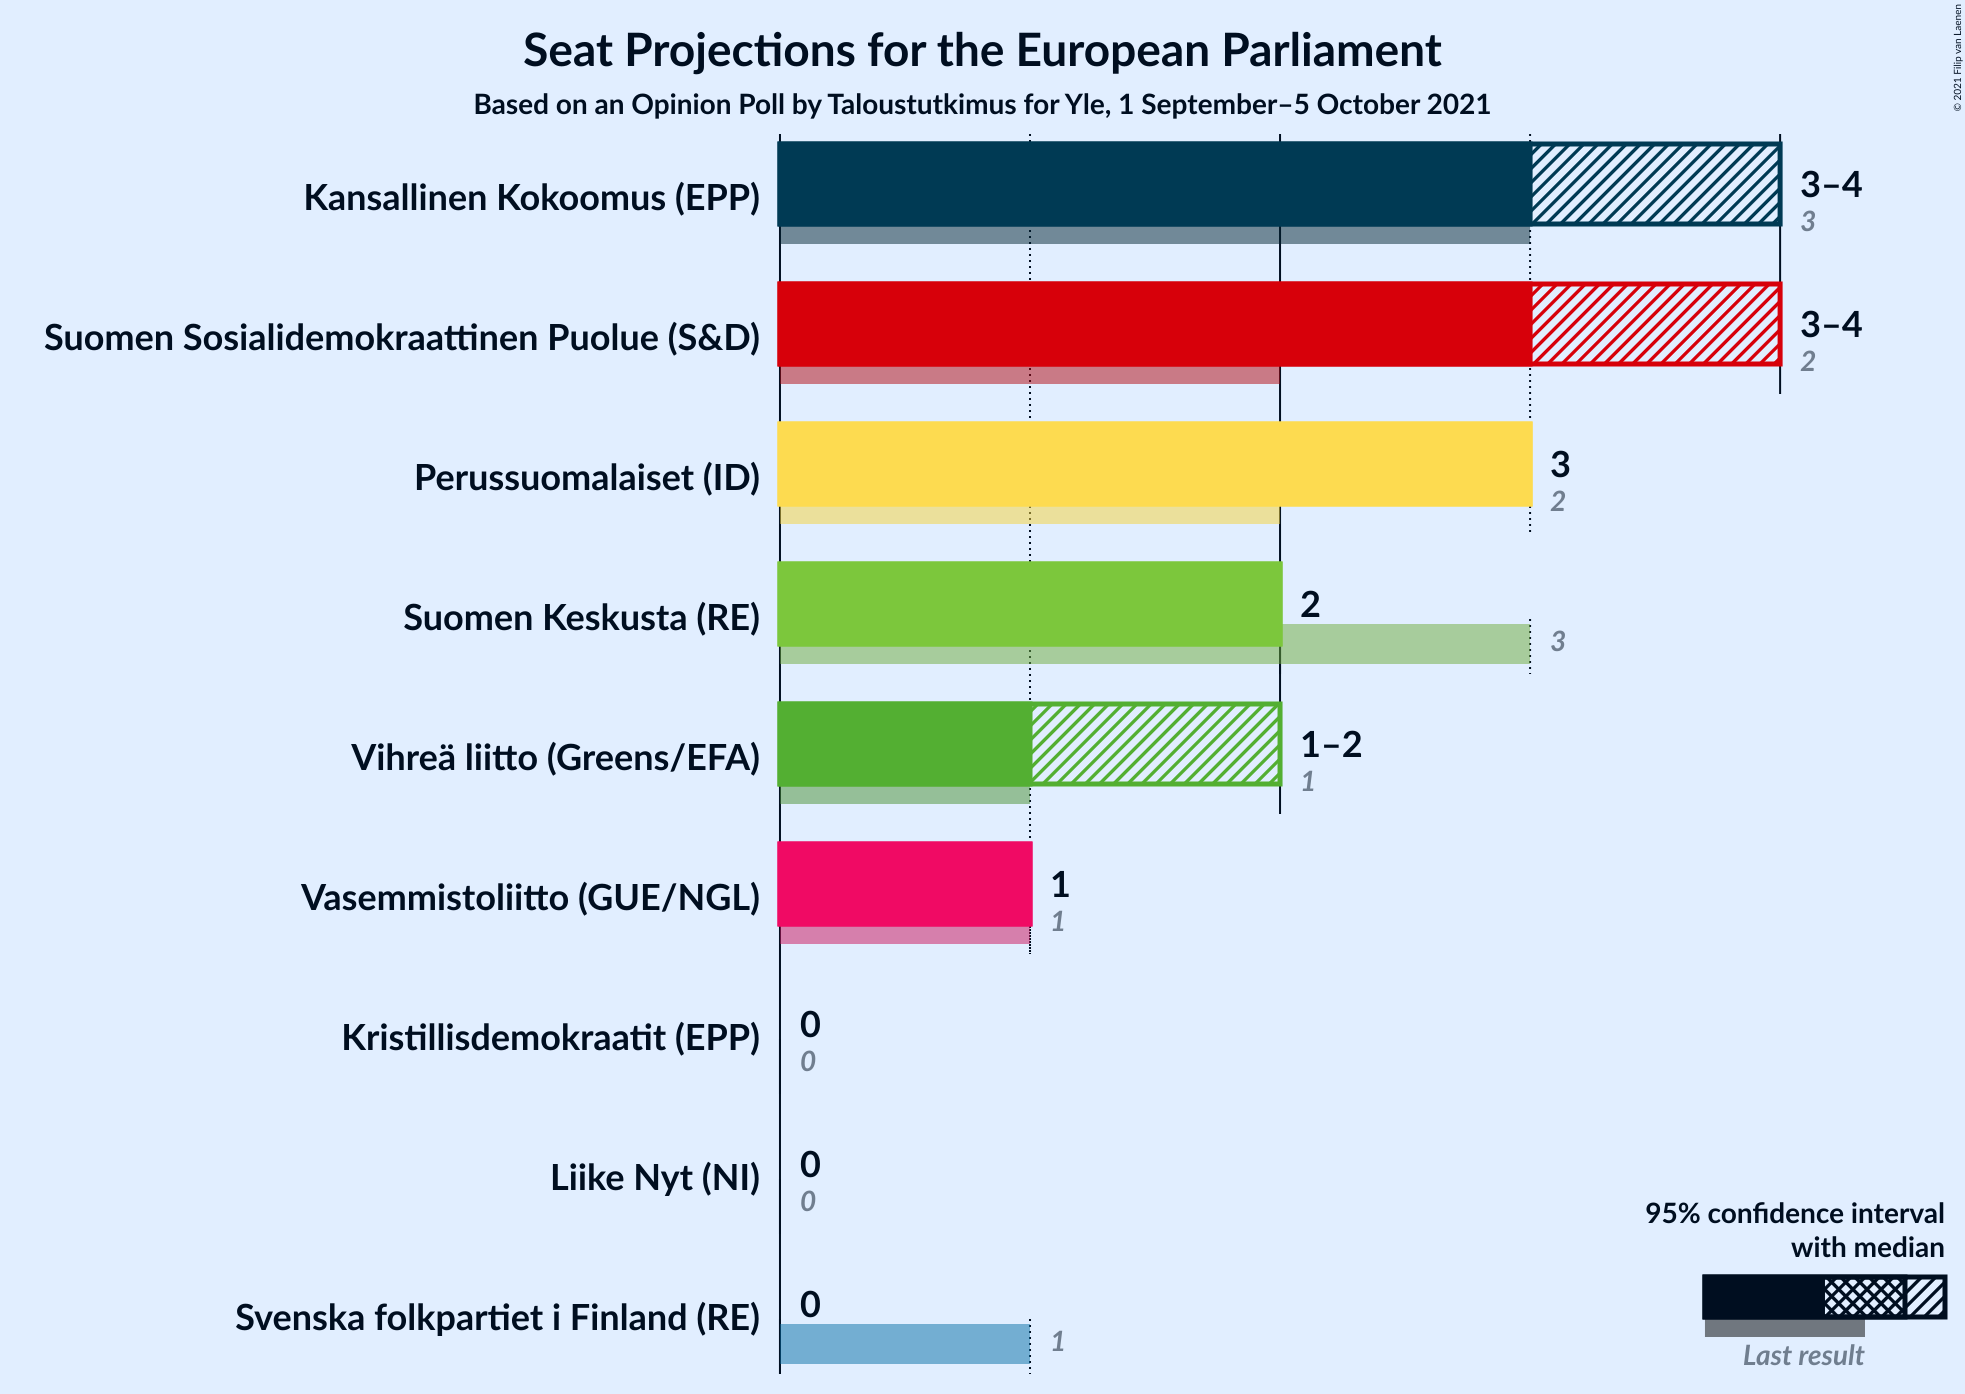 Seat Projections for the European Parliament
Based on an Opinion Poll by Taloustutkimus for Yle, 1 September–5 October 2021
© 2021 Filip van Laenen
Kansallinen Kokoomus (EPP)
3–4
3
Suomen Sosialidemokraattinen Puolue (S&D)
3–4
2
Perussuomalaiset (ID)
3
2
Suomen Keskusta (RE)
2
3
Vihreä liitto (Greens/EFA)
1–2
1
Vasemmistoliitto (GUE/NGL)
1
1
Kristillisdemokraatit (EPP)
0
0
Liike Nyt (NI)
0
0
Svenska folkpartiet i Finland (RE)
0
1
95% confidence interval
with median
Last result